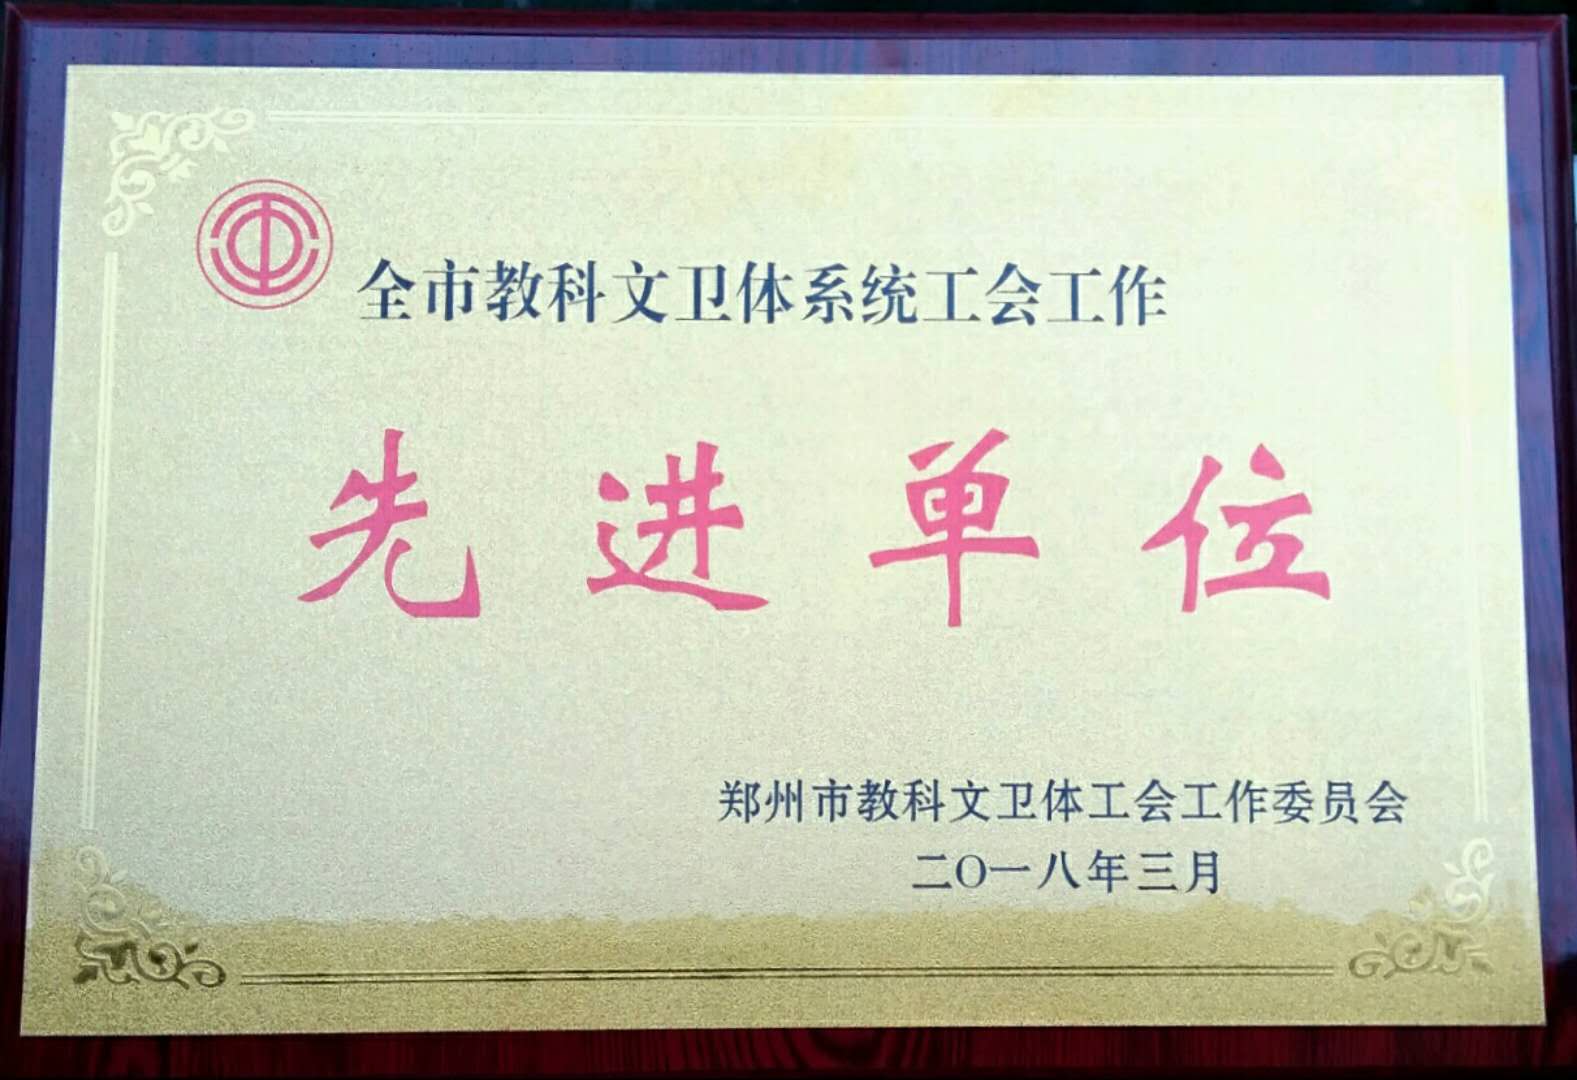 全市教科文卫体系统工会工作
先进单位
郑州市教科文卫体工会工作委员会
二〇一八年三月